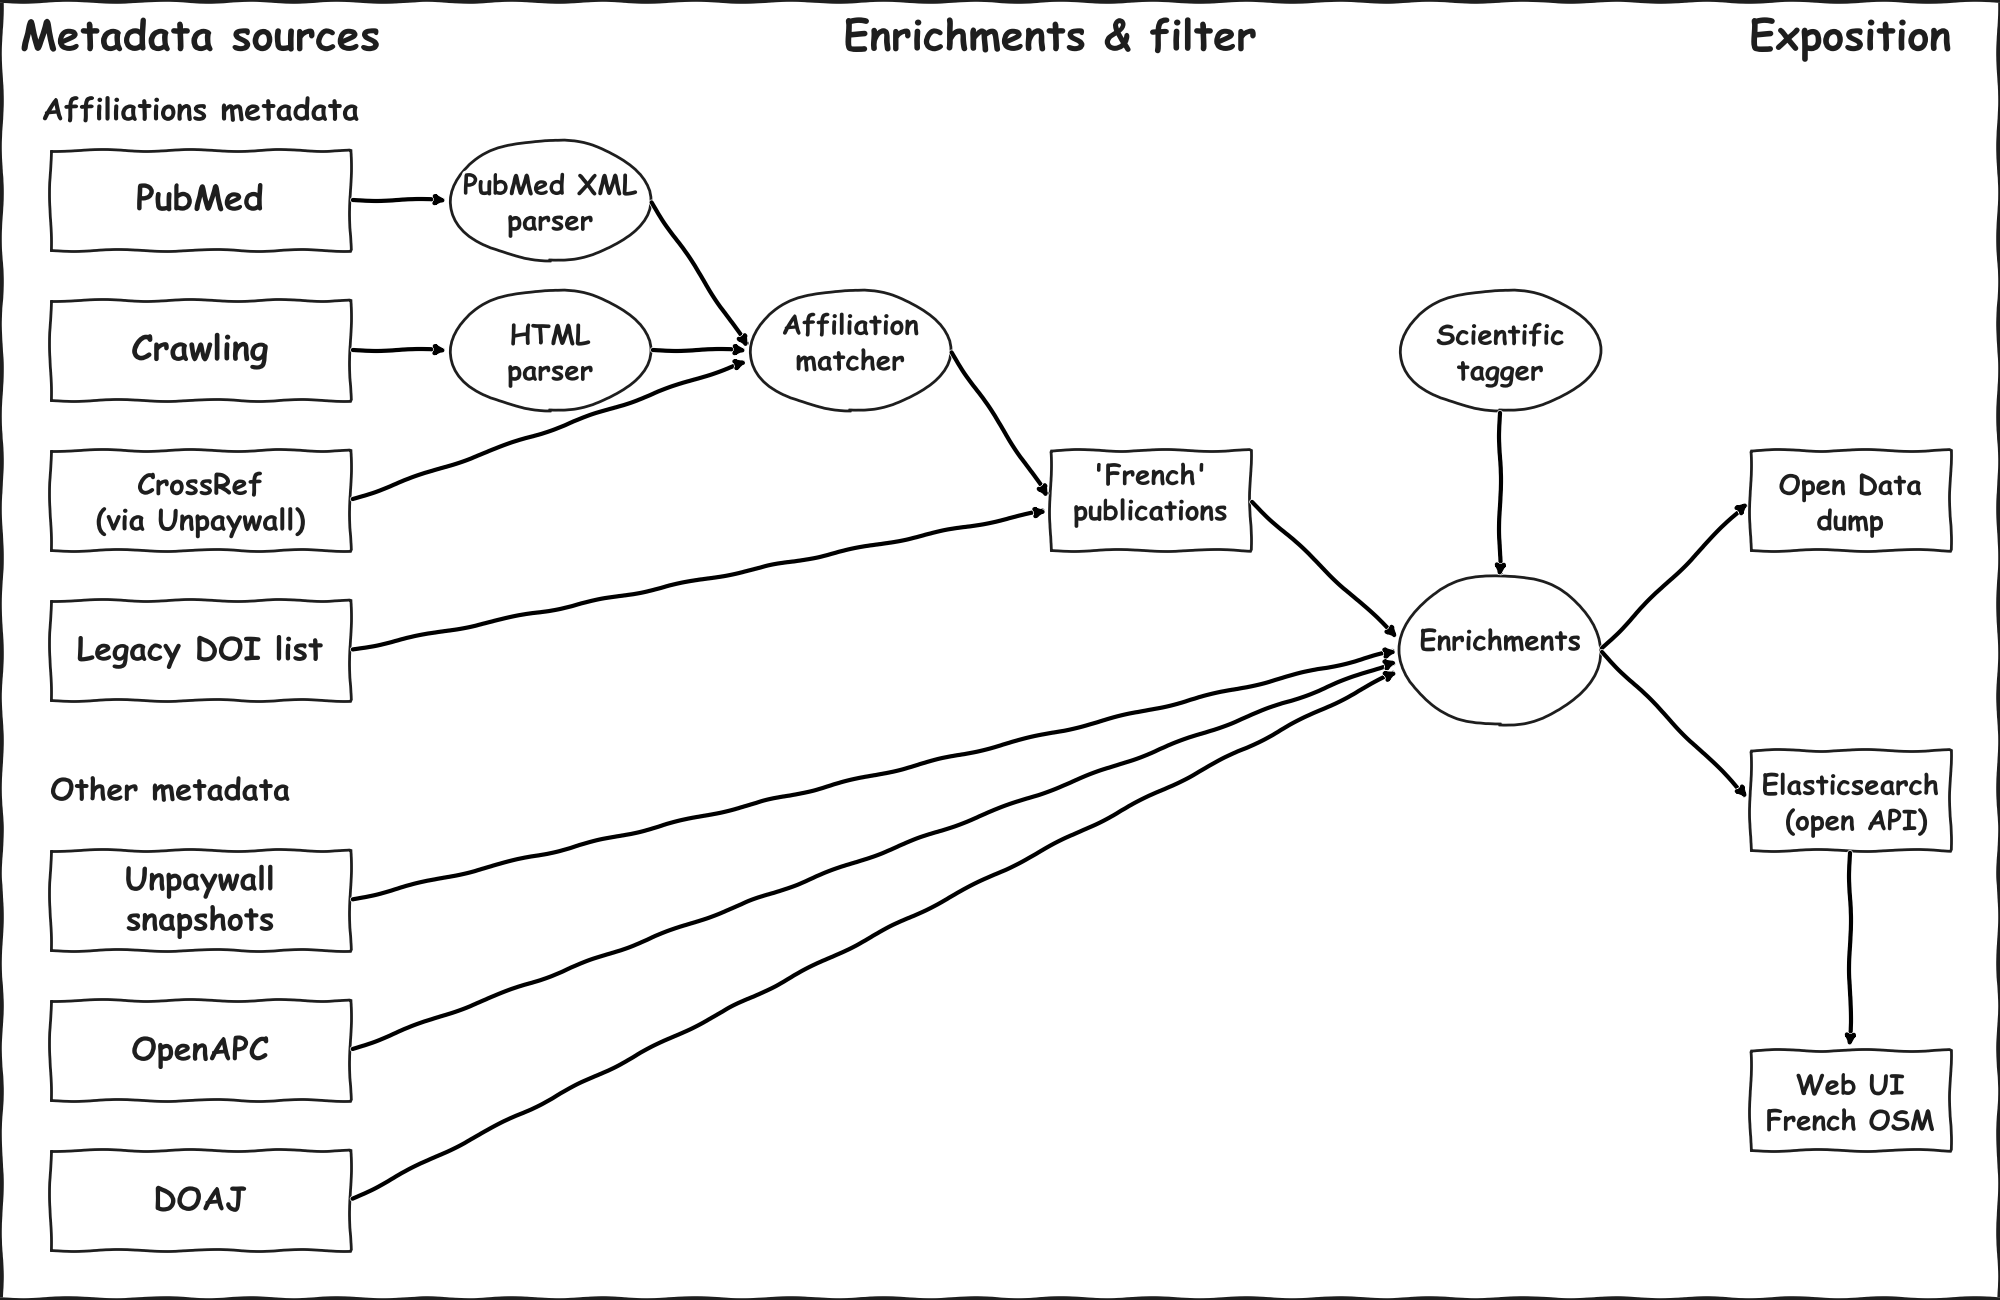 Metadata sources
Enrichments & filter
Exposition
Affiliations metadata
PubMed
PubMed XML
parser
Crawling
HTML
parser
Affiliation
matcher
Scientific
tagger
CrossRef
(via Unpaywall)
'French'
publications
Open Data
dump
Legacy DOI list
Enrichments
Other metadata
Elasticsearch
(open API)
Unpaywall
snapshots
OpenAPC
Web UI
French OSM
DOAJ